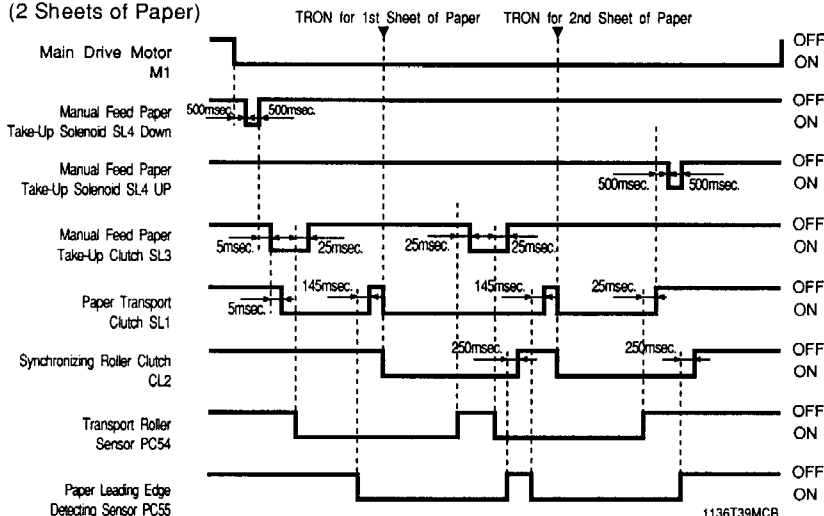 (2 Sheets of Paper)
TRON for 1st Sheet of Paper
TRON for 2nd Sheet of Paper
Main Drive Motor
M1
OFF
ON
Manual Feed Paper
Take-Up Solenoid SL4 Down
500msec.
500msec.
OFF
ON
Manual Feed Paper
Take-Up Solenoid SL4 UP
500msec.
500msec.
OFF
ON
Manual Feed Paper
Take-Up Clutch SL3
5msec.
25msec.
25msec.
25msec.
OFF
ON
Paper Transport
Clutch SL1
5msec.
145msec.
145msec.
25msec.
OFF
ON
Synchronizing Roller Clutch
CL2
250msec.
250msec.
OFF
ON
Transport Roller
Sensor PC54
OFF
ON
Paper Leading Edge
Detecting Sensor PC55
OFF
ON
1136T39MCB